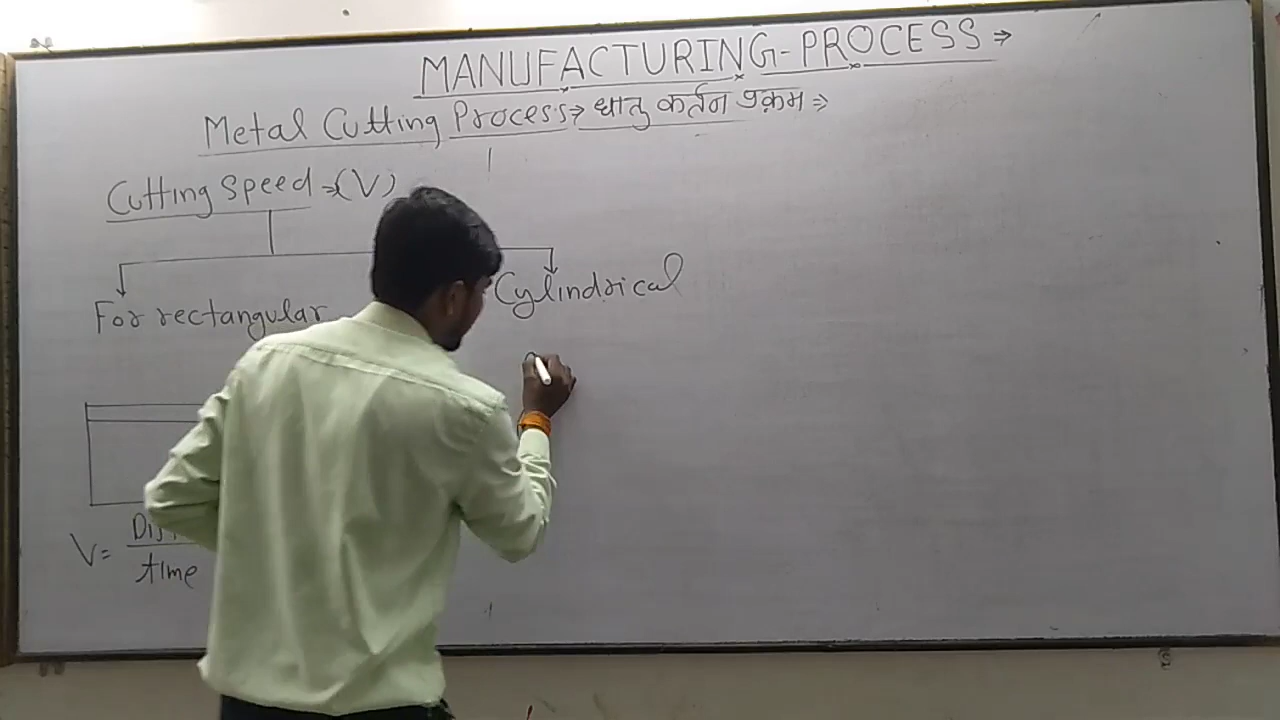 MANUFACTURING-PROCESS ⇒
Metal Cutting Process ⇒ धातु कर्तन प्रक्रम ⇒
Cutting Speed ⇒ (V)
For rectangular
Cylindrical
V =
time